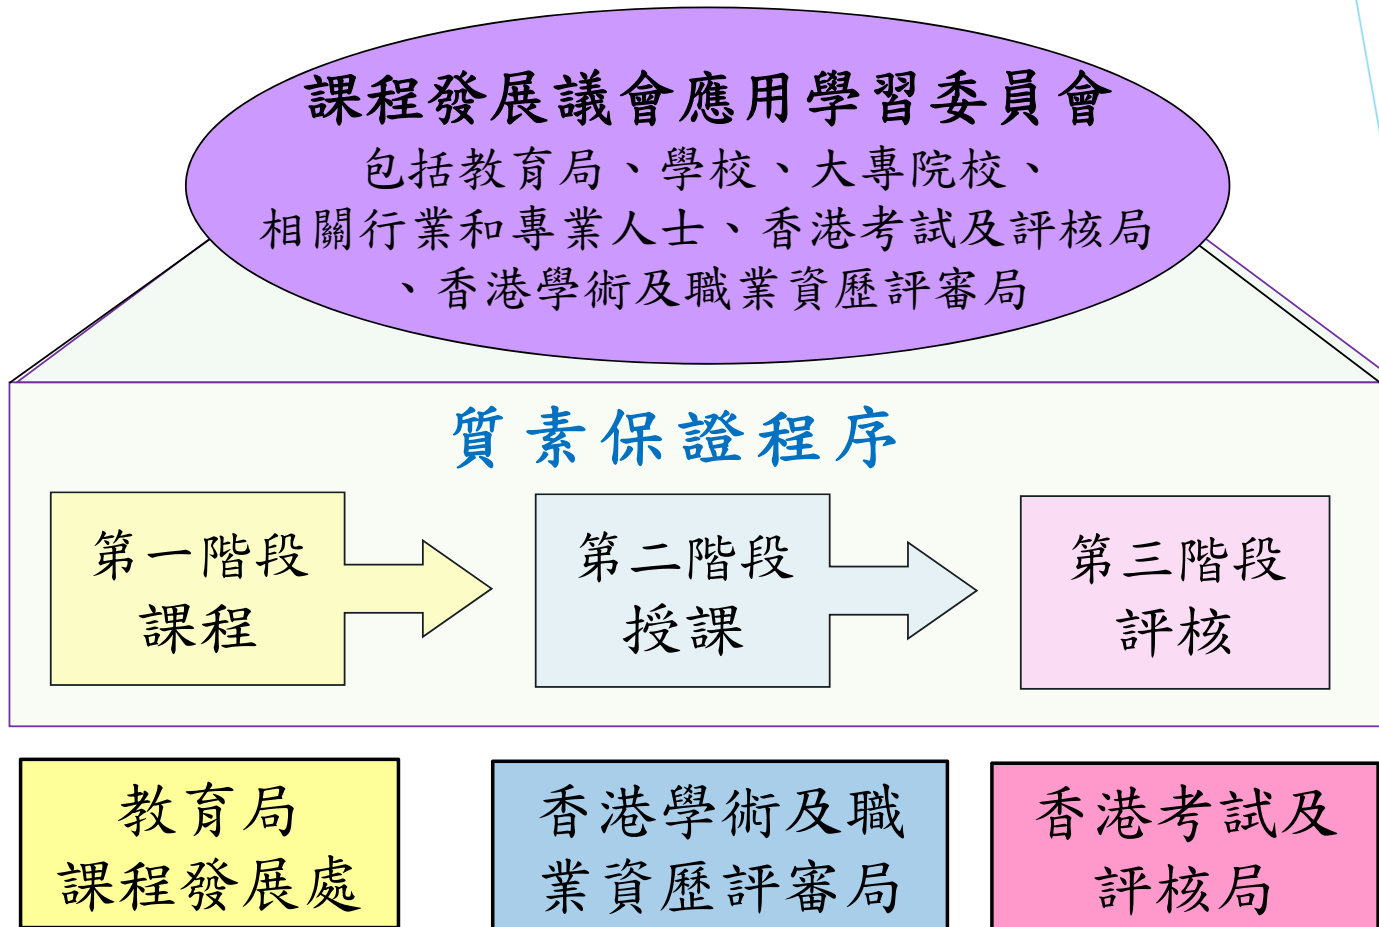 課程發展議會應用學習委員會
包括教育局、學校、大專院校、
相關行業和專業人士、香港考試及評核局
、香港學術及職業資歷評審局
質素保證程序
第一階段
課程
第二階段
授課
第三階段
評核
教育局
課程發展處
香港學術及職
業資歷評審局
香港考試及
評核局